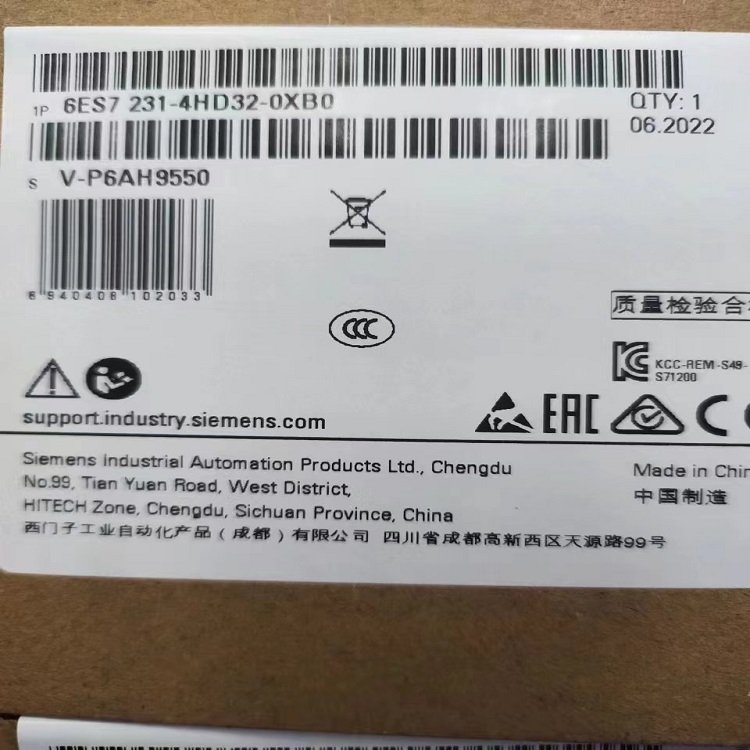 1P 6ES7 231-4HD32-0XB0
QTY: 1
06.2022
S V-P6AH9550
6940408102033
CCC
质量检验合
KCC-REM-S49-
S71200
support.industry.siemens.com
EAC
Siemens Industrial Automation Products Ltd., Chengdu
No.99, Tian Yuan Road, West District,
HITECH Zone, Chengdu, Sichuan Province, China
西门子工业自动化产品（成都）有限公司 四川省成都高新西区天源路99号
Made in Chin
中国制造